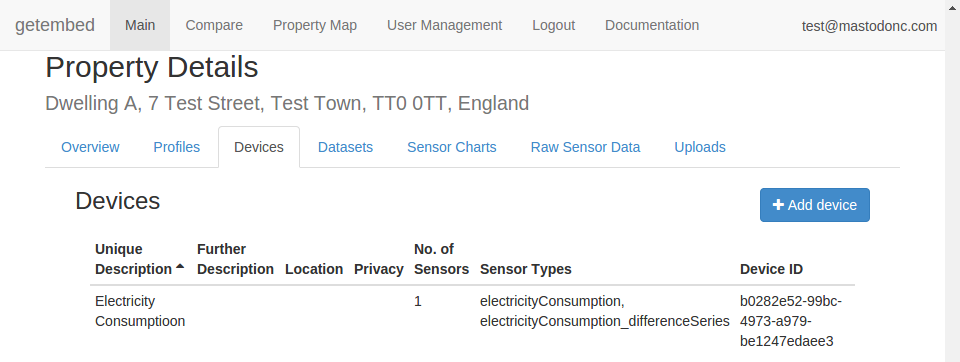 getembed Main Compare Property Map User Management Logout Documentation test@mastodonc.com
Property Details
Dwelling A, 7 Test Street, Test Town, TT0 0TT, England
Overview Profiles Devices Datasets Sensor Charts Raw Sensor Data Uploads
Devices
Add device
Unique Further No. of
Description Description Location Privacy Sensors Sensor Types Device ID
Electricity 1 electricityConsumption, b0282e52-99bc-
Consumptioon electricityConsumption_differenceSeries 4973-a979-
be1247edaee3